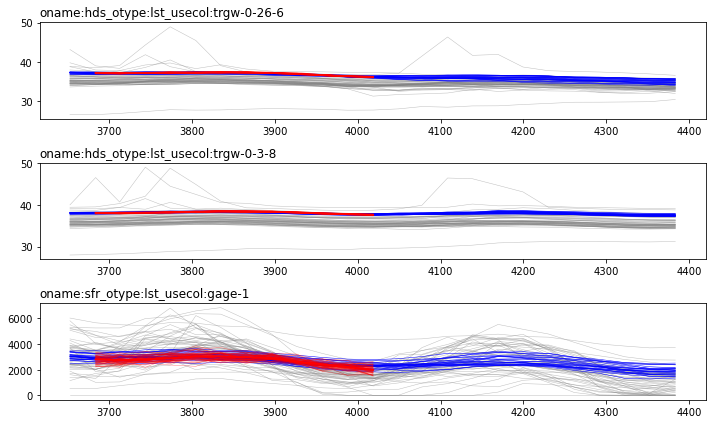 oname:hds_otype:lst_usecol:trgw-0-26-6
50
40
30
3700 3800 3900 4000 4100 4200 4300 4400
oname:hds_otype:lst_usecol:trgw-0-3-8
50
40
30
3700 3800 3900 4000 4100 4200 4300 4400
oname:sfr_otype:lst_usecol:gage-1
6000
4000
2000
0
3700 3800 3900 4000 4100 4200 4300 4400